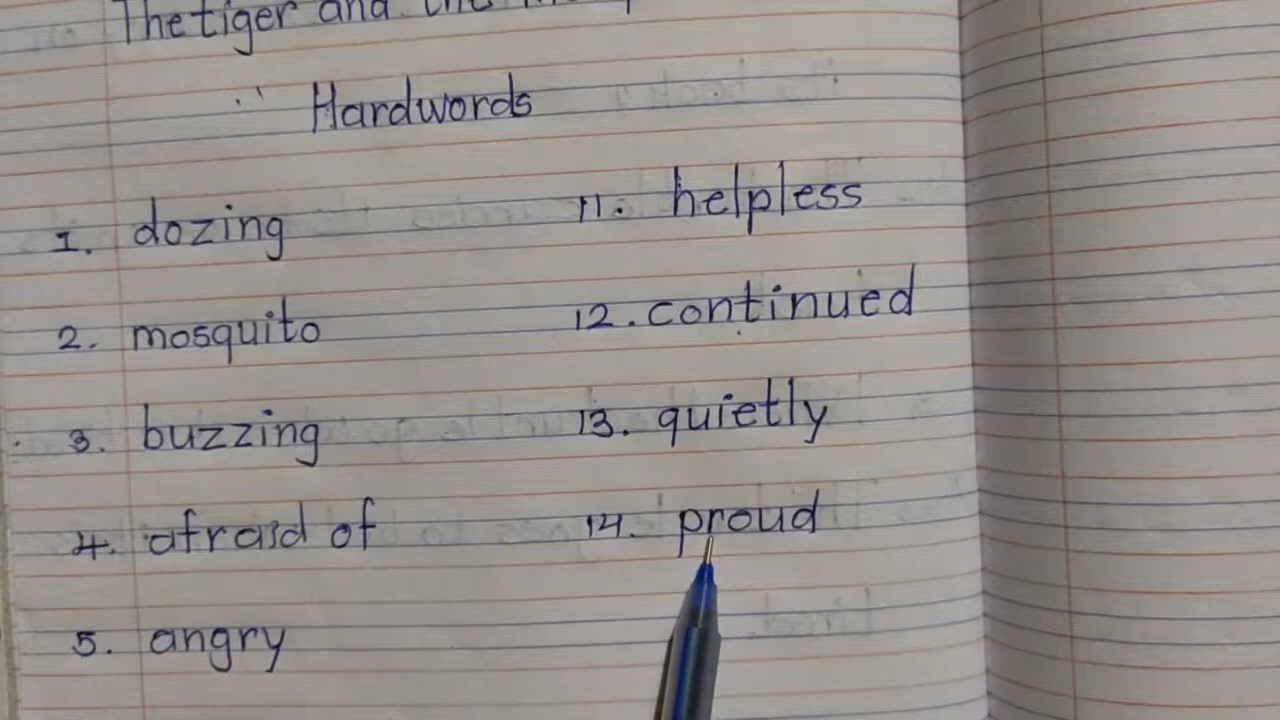 The tiger and the
Hardwords
1. dozing
2. mosquito
3. buzzing
4. afraid of
5. angry
11. helpless
12. continued
13. quietly
14. proud